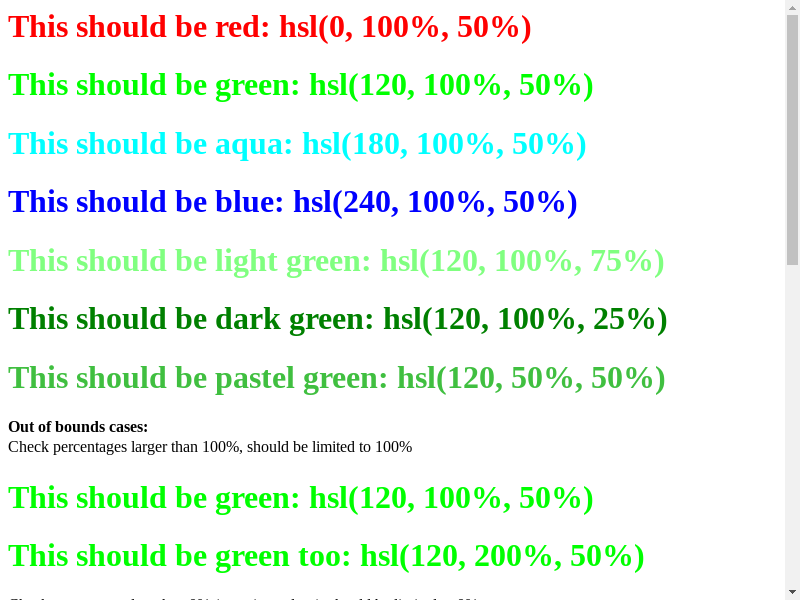 This should be red: hsl(0, 100%, 50%)
This should be green: hsl(120, 100%, 50%)
This should be aqua: hsl(180, 100%, 50%)
This should be blue: hsl(240, 100%, 50%)
This should be light green: hsl(120, 100%, 75%)
This should be dark green: hsl(120, 100%, 25%)
This should be pastel green: hsl(120, 50%, 50%)
Out of bounds cases:
Check percentages larger than 100%, should be limited to 100%
This should be green: hsl(120, 100%, 50%)
This should be green too: hsl(120, 200%, 50%)